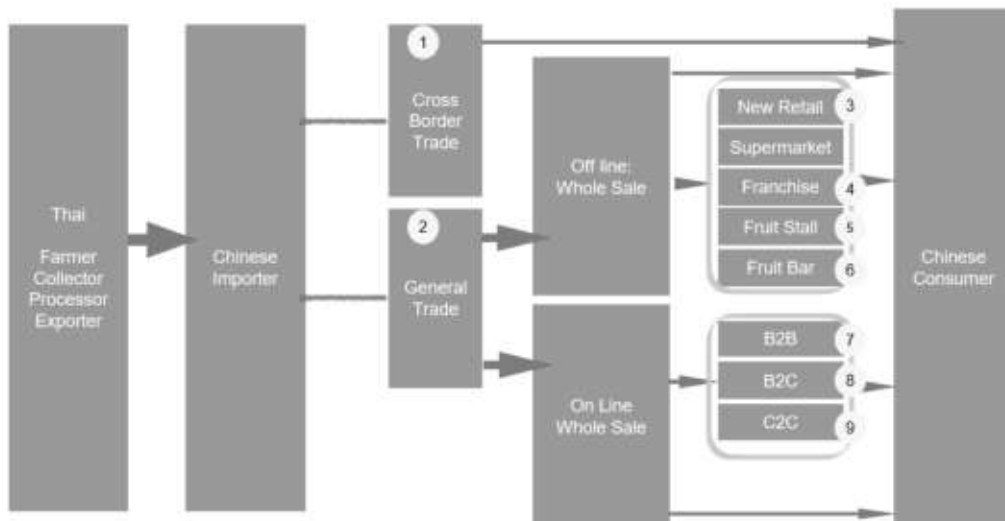 Thai
Farmer
Collector
Processor
Exporter
Chinese
Importer
1
Cross
Border
Trade
2
General
Trade
Off line:
Whole Sale
On Line
Whole Sale
New Retail 3
Supermarket
Franchise 4
Fruit Stall 5
Fruit Bar 6
B2B 7
B2C 8
C2C 9
Chinese
Consumer